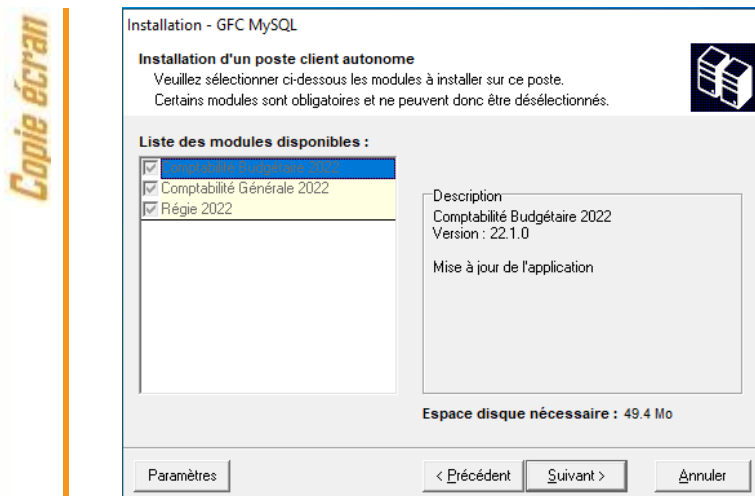 Copie écran
Installation - GFC MySQL
Installation d'un poste client autonome
Veuillez sélectionner ci-dessous les modules à installer sur ce poste.
Certains modules sont obligatoires et ne peuvent donc être désélectionnés.
Liste des modules disponibles :
Comptabilité Budgétaire 2022
Comptabilité Générale 2022
Régie 2022
Description
Comptabilité Budgétaire 2022
Version : 22.1.0
Mise à jour de l'application
Espace disque nécessaire : 49.4 Mo
Paramètres
< Précédent
Suivant >
Annuler